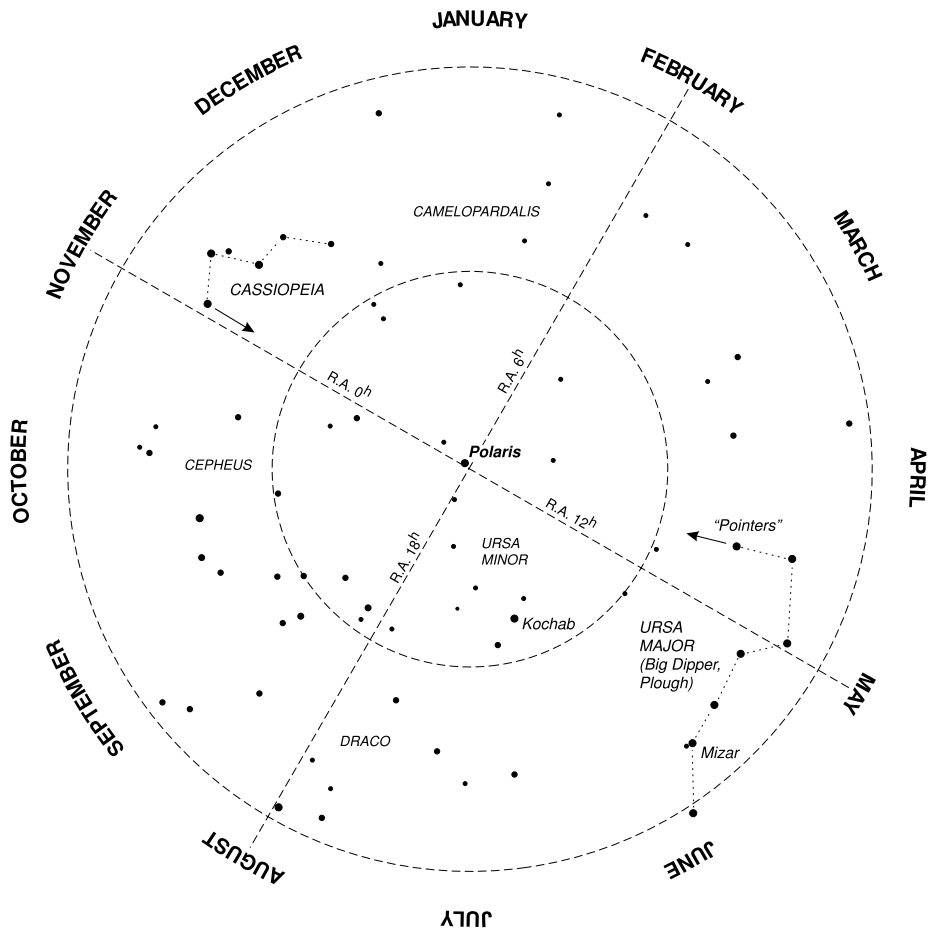 JANUARY
FEBRUARY
DECEMBER
MARCH
NOVEMBER
CAMELOPARDALIS
CASSIOPEIA
R.A. 6h
R.A. 0h
OCTOBER
CEPHEUS
Polaris
APRIL
R.A. 12h
"Pointers"
R.A. 18h
URSA
MINOR
Kochab
URSA
MAJOR
(Big Dipper,
Plough)
MAY
SEPTEMBER
DRACO
Mizar
AUGUST
JUNE
JULY